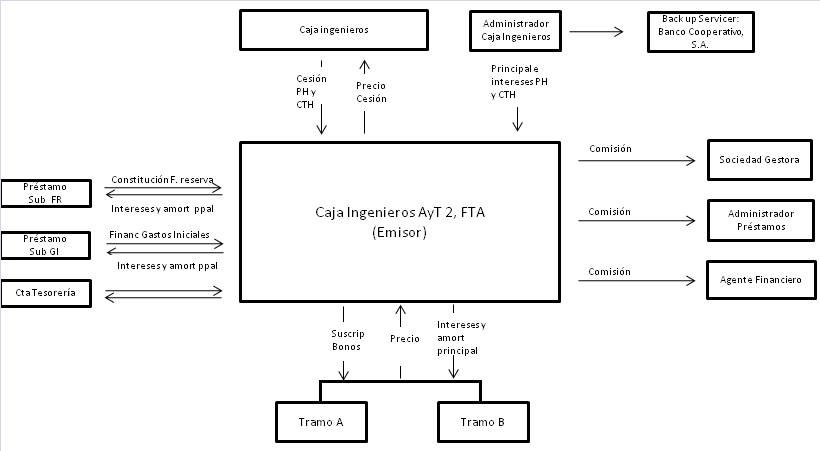 Caja ingenieros
Administrador
Caja Ingenieros
Back up Servicer:
Banco Cooperativo,
S.A.
Cesión
PH y
CTH
Precio
Cesión
Principal e
intereses PH
y CTH
Caja Ingenieros AyT 2, FTA
(Emisor)
Préstamo
Sub FR
Constitución F. reserva
Intereses y amort ppal
Préstamo
Sub GI
Financ Gastos Iniciales
Intereses y amort ppal
Cta Tesorería
Comisión
Sociedad Gestora
Comisión
Administrador
Préstamos
Comisión
Agente Financiero
Suscrip
Bonos
Precio
Intereses y
amort
principal
Tramo A
Tramo B